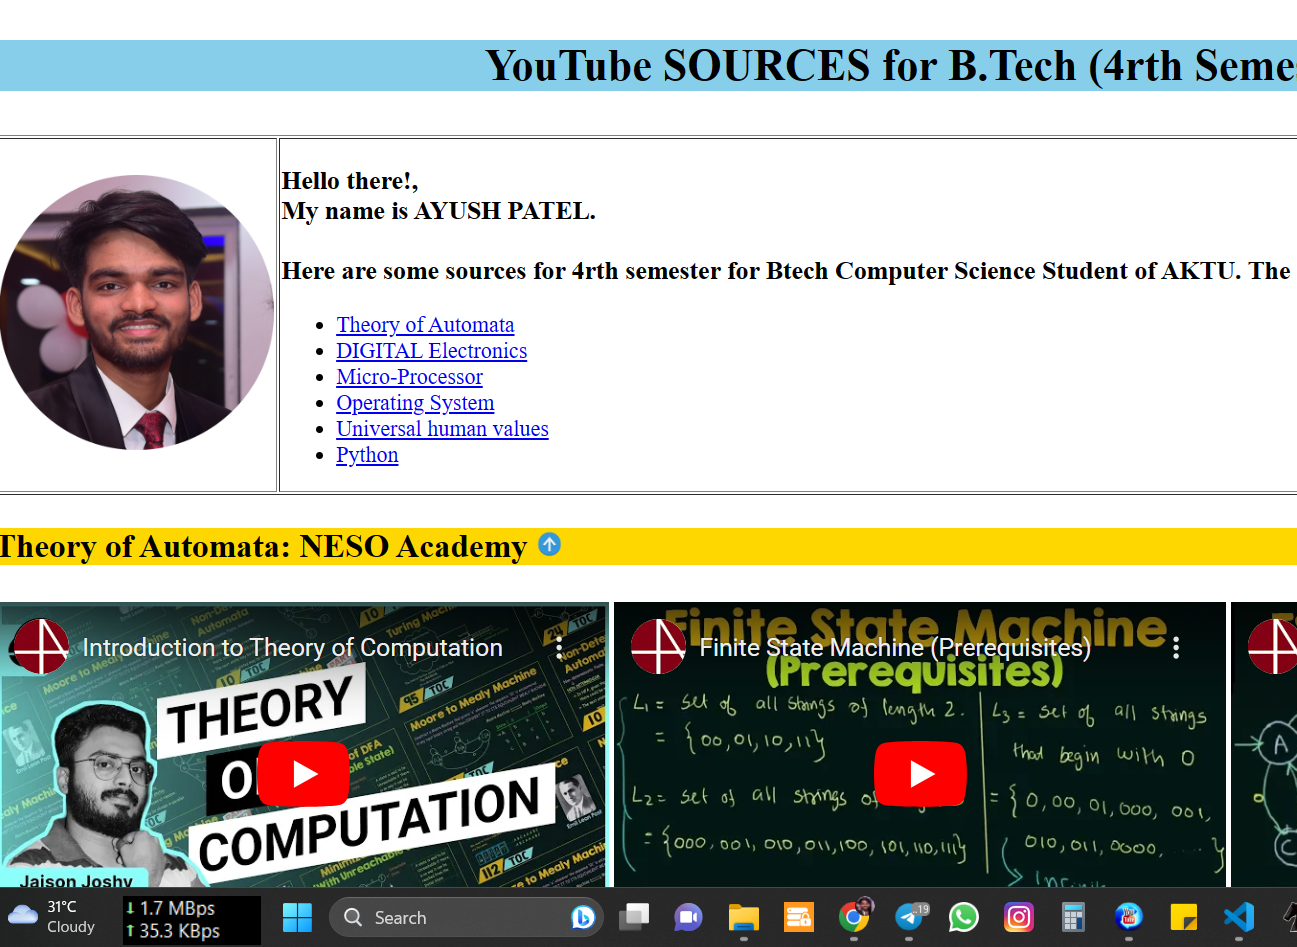 YouTube SOURCES for B.Tech (4rth Seme
Hello there!,
My name is AYUSH PATEL.
Here are some sources for 4rth semester for Btech Computer Science Student of AKTU. The
Theory of Automata
DIGITAL Electronics
Micro-Processor
Operating System
Universal human values
Python
Theory of Automata: NESO Academy
Introduction to Theory of Computation
THEORY
COMPUTATION
Jaison Joshy
Finite State Machine
Finite State Machine (Prerequisites)
(Prerequisites)
L₁ = set of all strings of length 2.
= {00,01,10,11}
L₂ = set of all strings of
= {000, 001, 010, 011, 100, 101, 110, 111}
L₃ = set of all strings
that begin with 0
= {0, 00, 01, 000, 001,
010, 011, 0000, ..... }
A
C
31°C
Cloudy
↓ 1.7 MBps
↑ 35.3 KBps
Search
..19